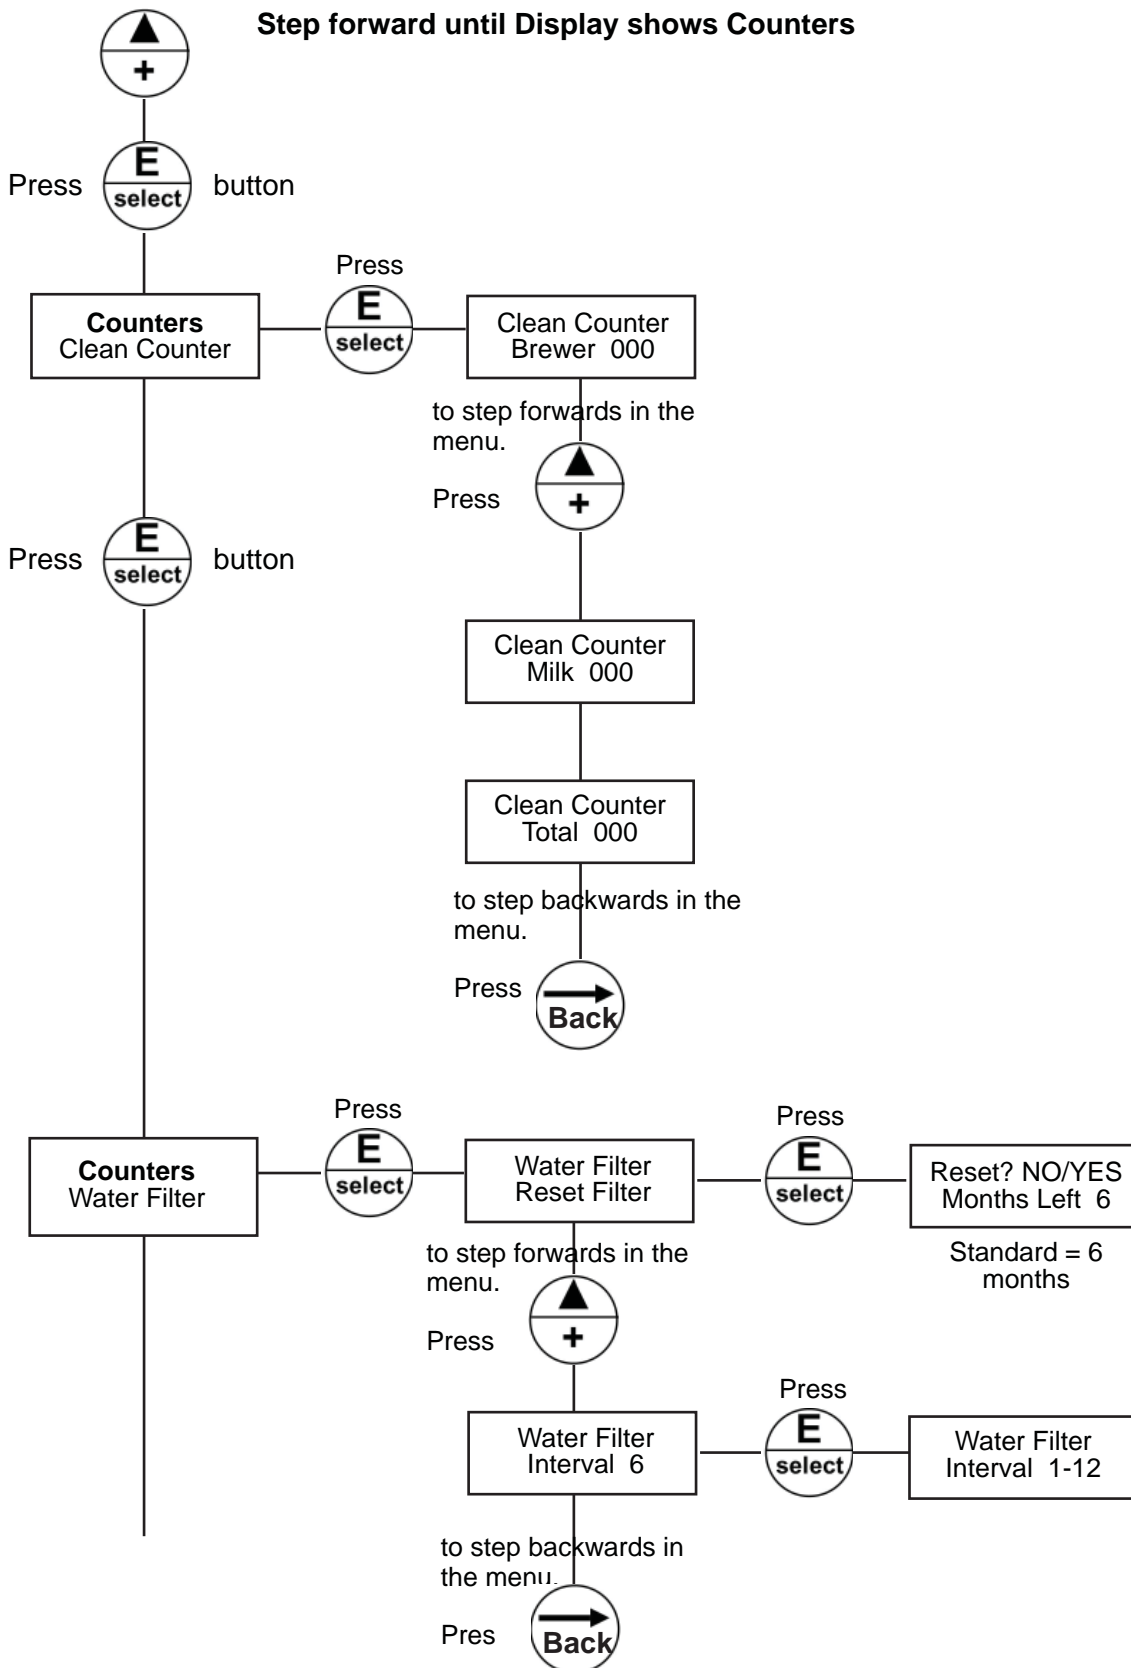 Step forward until Display shows Counters
+
Press E button
select
Press
Counters
Clean Counter
E
select
Clean Counter
Brewer 000
to step forwards in the
menu.
Press
+
Press E button
select
Clean Counter
Milk 000
Clean Counter
Total 000
to step backwards in the
menu.
Press
Back
Press
Press
Counters
Water Filter
E
select
Water Filter
Reset Filter
E
select
Reset? NO/YES
Months Left 6
Standard = 6
months
to step forwards in the
menu.
Press
+
Press
Water Filter
Interval 6
E
select
Water Filter
Interval 1-12
to step backwards in
the menu.
Pres
Back